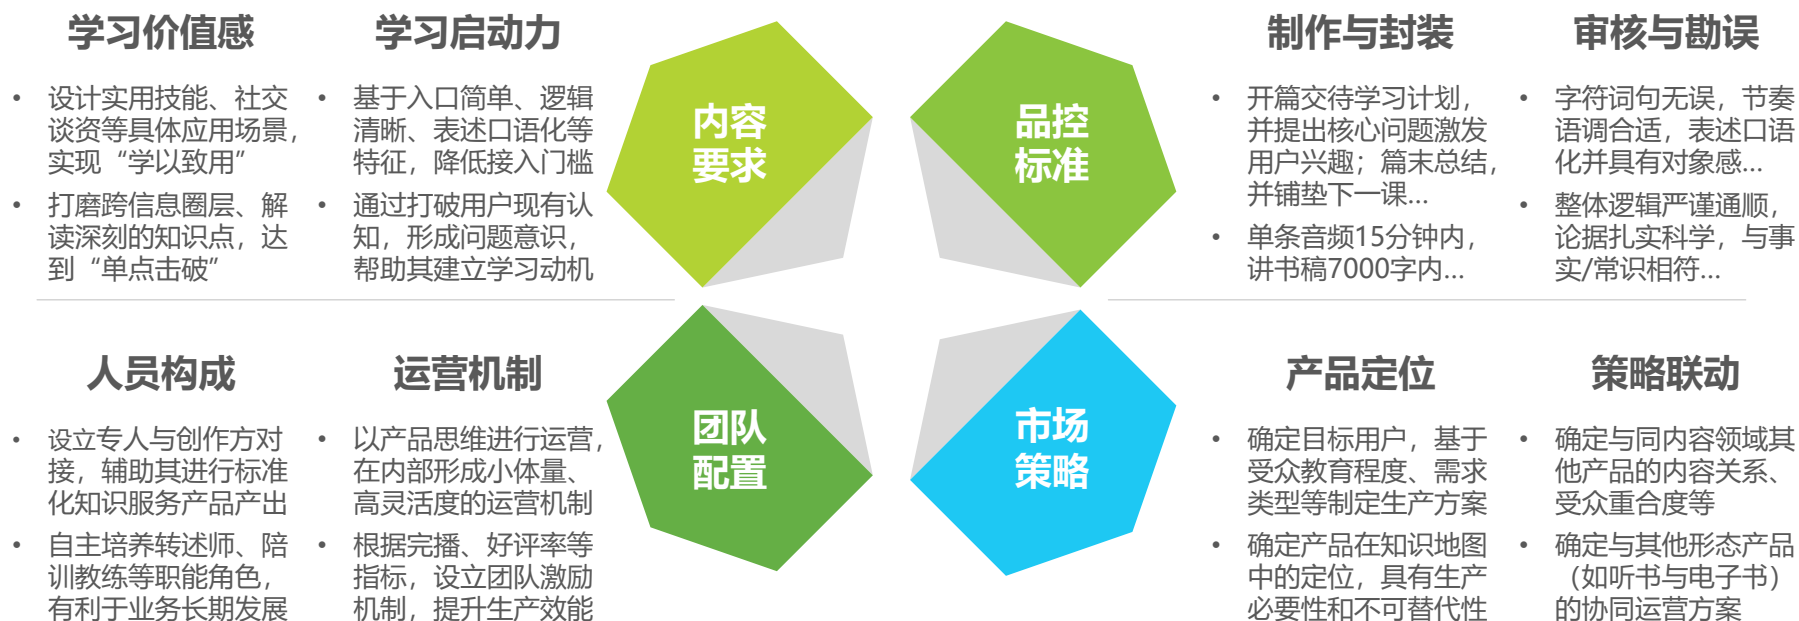 学习价值感
• 设计实用技能、社交
谈资等具体应用场景，
实现“学以致用”
• 打磨跨信息圈层、解
读深刻的知识点，达
到“单点击破”
学习启动力
• 基于入口简单、逻辑
清晰、表述口语化等
特征，降低接入门槛
• 通过打破用户现有认
知，形成问题意识，
帮助其建立学习动机
内容
要求
品控
标准
制作与封装
• 开篇交待学习计划，
并提出核心问题激发
用户兴趣；篇末总结，
并铺垫下一课...
• 单条音频15分钟内，
讲书稿7000字内...
审核与勘误
• 字符词句无误，节奏
语调合适，表述口语
化并具有对象感...
• 整体逻辑严谨通顺，
论据扎实科学，与事
实/常识相符...
人员构成
• 设立专人与创作方对
接，辅助其进行标准
化知识服务产品产出
• 自主培养转述师、陪
训教练等职能角色，
有利于业务长期发展
运营机制
• 以产品思维进行运营，
在内部形成小体量、
高灵活度的运营机制
• 根据完播、好评率等
指标，设立团队激励
机制，提升生产效能
团队
配置
市场
策略
产品定位
• 确定目标用户，基于
受众教育程度、需求
类型等制定生产方案
• 确定产品在知识地图
中的定位，具有生产
必要性和不可替代性
策略联动
• 确定与同内容领域其
他产品的内容关系、
受众重合度等
• 确定与其他形态产品
（如听书与电子书）
的协同运营方案